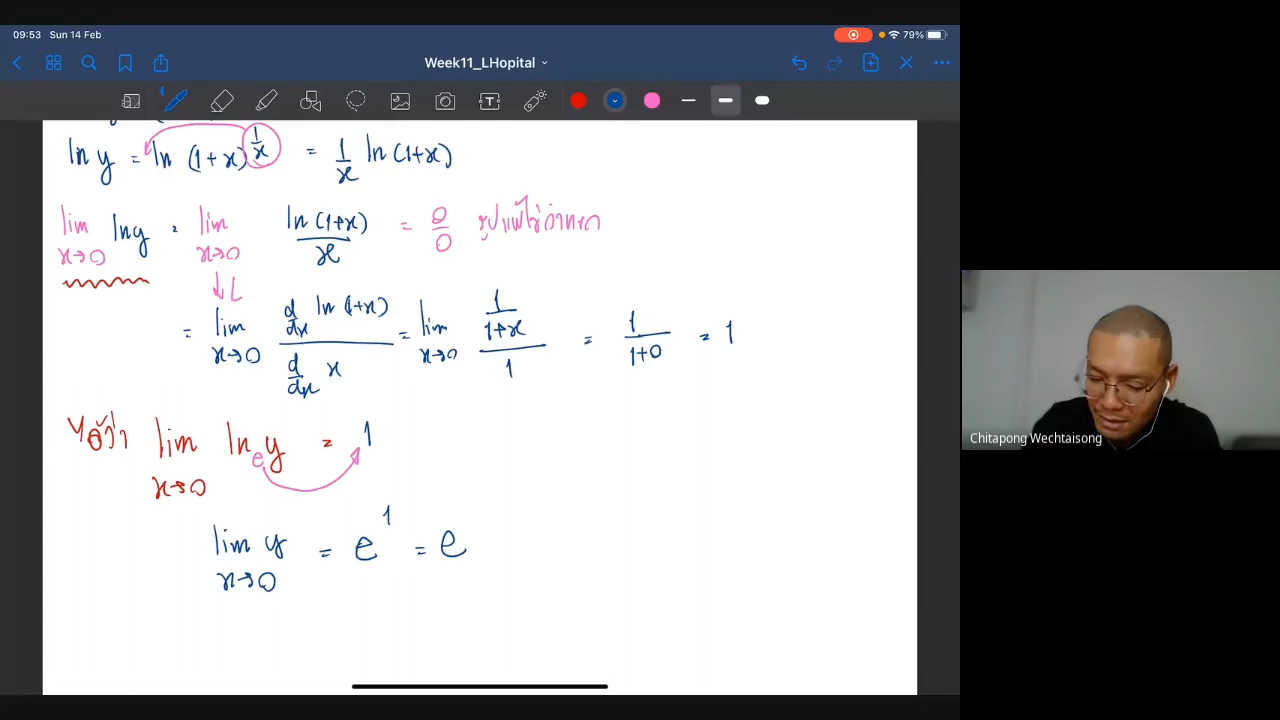 09:53 Sun 14 Feb
79%
Week11_LHopital
ln y = ln (1+x)^{1/x} = 1/x ln(1+x)
lim x→0 ln y = lim x→0 ln(1+x)/x = 0/0
↓L
= lim x→0 (d/dx ln(1+x))/(d/dx x) = lim x→0 (1/(1+x))/1 = 1/(1+0) = 1
lim x→0 ln_e y = 1
lim x→0 y = e^1 = e
Chitapong Wechtaisong